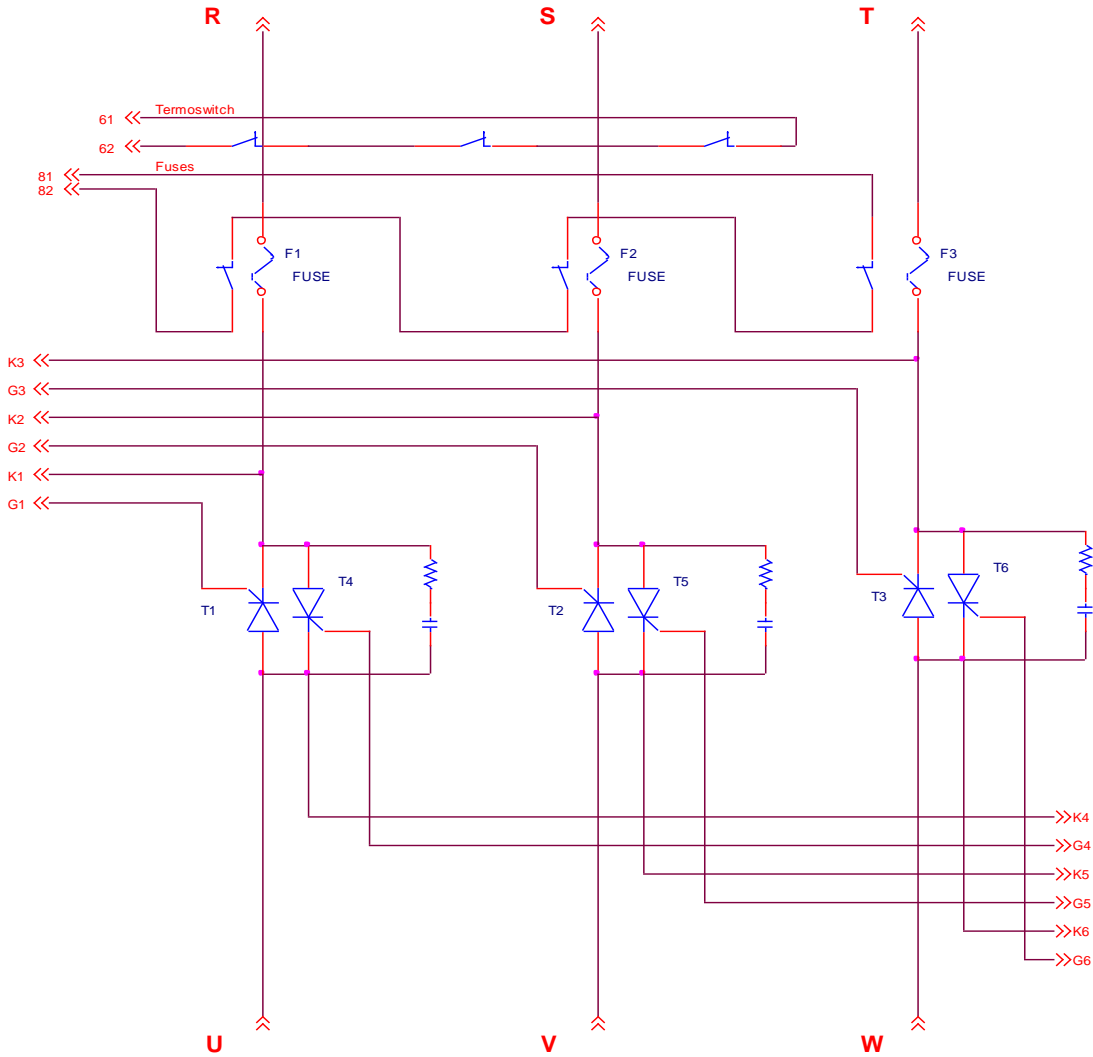 R S T
61 Termoswitch
62
81 Fuses
82
F1 F2 F3
FUSE FUSE FUSE
K3
G3
K2
G2
K1
G1
T4 T5 T6
T1 T2 T3
K4
G4
K5
G5
K6
G6
U V W